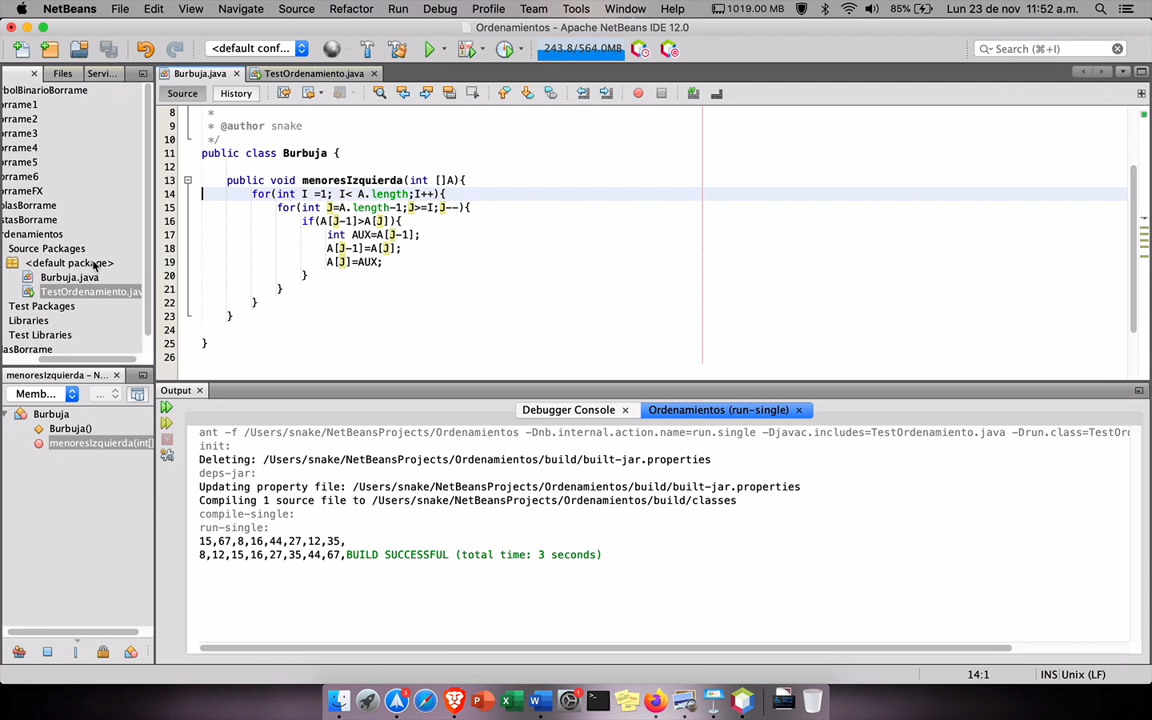 NetBeans File Edit View Navigate Source Refactor Run Debug Profile Team Tools Window Help 1019.00 MB 85% Lun 23 de nov 11:52 a.m.
Ordenamientos - Apache NetBeans IDE 12.0
<default conf... 243.8/564.0MB Search (⌘+I)
Files Servi... Burbuja.java TestOrdenamiento.java
Source History
rbolBinarioBorrame
orrame1
orrame2
orrame3
orrame4
orrame5
orrame6
orrameFX
olasBorrame
stasBorrame
rdenamientos
Source Packages
<default package>
Burbuja.java
TestOrdenamiento.jav
Test Packages
Libraries
Test Libraries
lasBorrame
8 *
9 * @author snake
10 */
11 public class Burbuja {
12
13 public void menoresIzquierda(int []A){
14 for(int I =1; I< A.length;I++){
15 for(int J=A.length-1;J>=I;J--){
16 if(A[J-1]>A[J]){
17 int AUX=A[J-1];
18 A[J-1]=A[J];
19 A[J]=AUX;
20 }
21 }
22 }
23 }
24
25 }
26
menoresIzquierda - N...
Memb... ...
Burbuja
Burbuja()
menoresIzquierda(int[]
Output
Debugger Console Ordenamientos (run-single)
ant -f /Users/snake/NetBeansProjects/Ordenamientos -Dnb.internal.action.name=run.single -Djavac.includes=TestOrdenamiento.java -Drun.class=TestOrd
init:
Deleting: /Users/snake/NetBeansProjects/Ordenamientos/build/built-jar.properties
deps-jar:
Updating property file: /Users/snake/NetBeansProjects/Ordenamientos/build/built-jar.properties
Compiling 1 source file to /Users/snake/NetBeansProjects/Ordenamientos/build/classes
compile-single:
run-single:
15,67,8,16,44,27,12,35,
8,12,15,16,27,35,44,67,BUILD SUCCESSFUL (total time: 3 seconds)
14:1 INS Unix (LF)